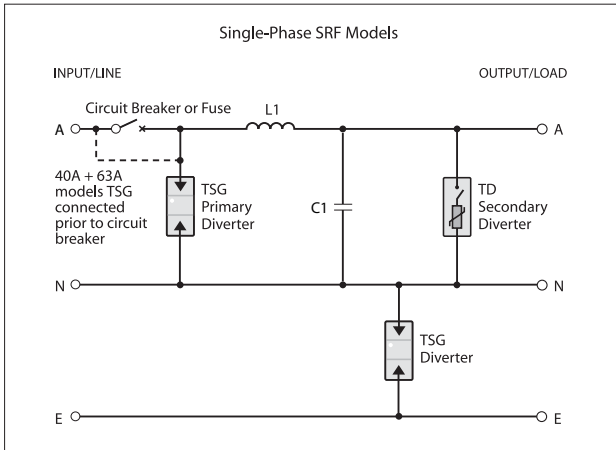 Single-Phase SRF Models
INPUT/LINE
OUTPUT/LOAD
Circuit Breaker or Fuse
L1
A
A
40A + 63A
models TSG
connected
prior to circuit
breaker
TSG
Primary
Diverter
C1
TD
Secondary
Diverter
N
N
TSG
Diverter
E
E